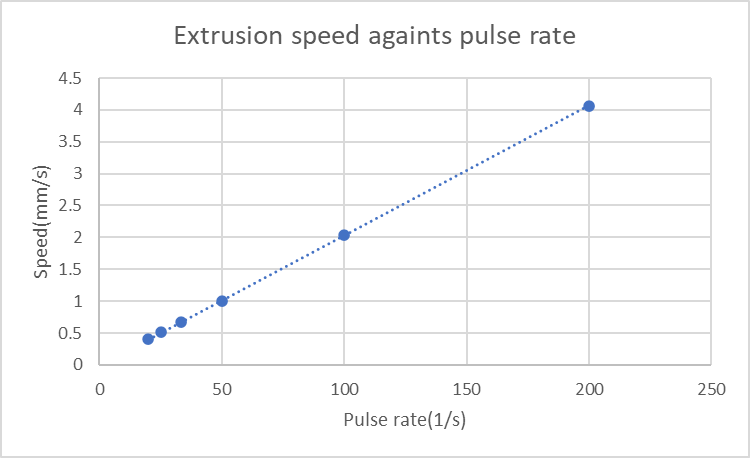 Extrusion speed againts pulse rate
4.5
4
3.5
3
2.5
2
1.5
1
0.5
0
Speed(mm/s)
0 50 100 150 200 250
Pulse rate(1/s)